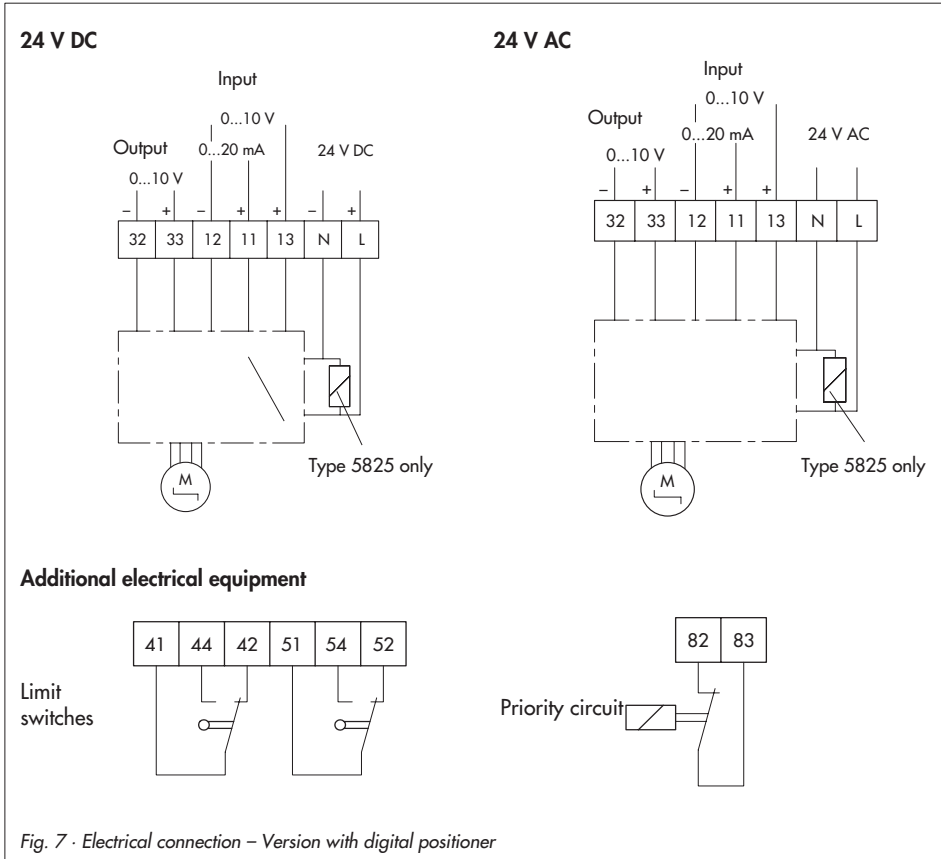 24 V DC
Input
0...10 V
Output
0...20 mA
24 V DC
0...10 V
– + – + + – +
32 33 12 11 13 N L
M
Type 5825 only
24 V AC
Input
0...10 V
Output
0...20 mA
24 V AC
0...10 V
– + – + +
32 33 12 11 13 N L
M
Type 5825 only
Additional electrical equipment
41 44 42 51 54 52
Limit
switches
82 83
Priority circuit
Fig. 7 · Electrical connection – Version with digital positioner